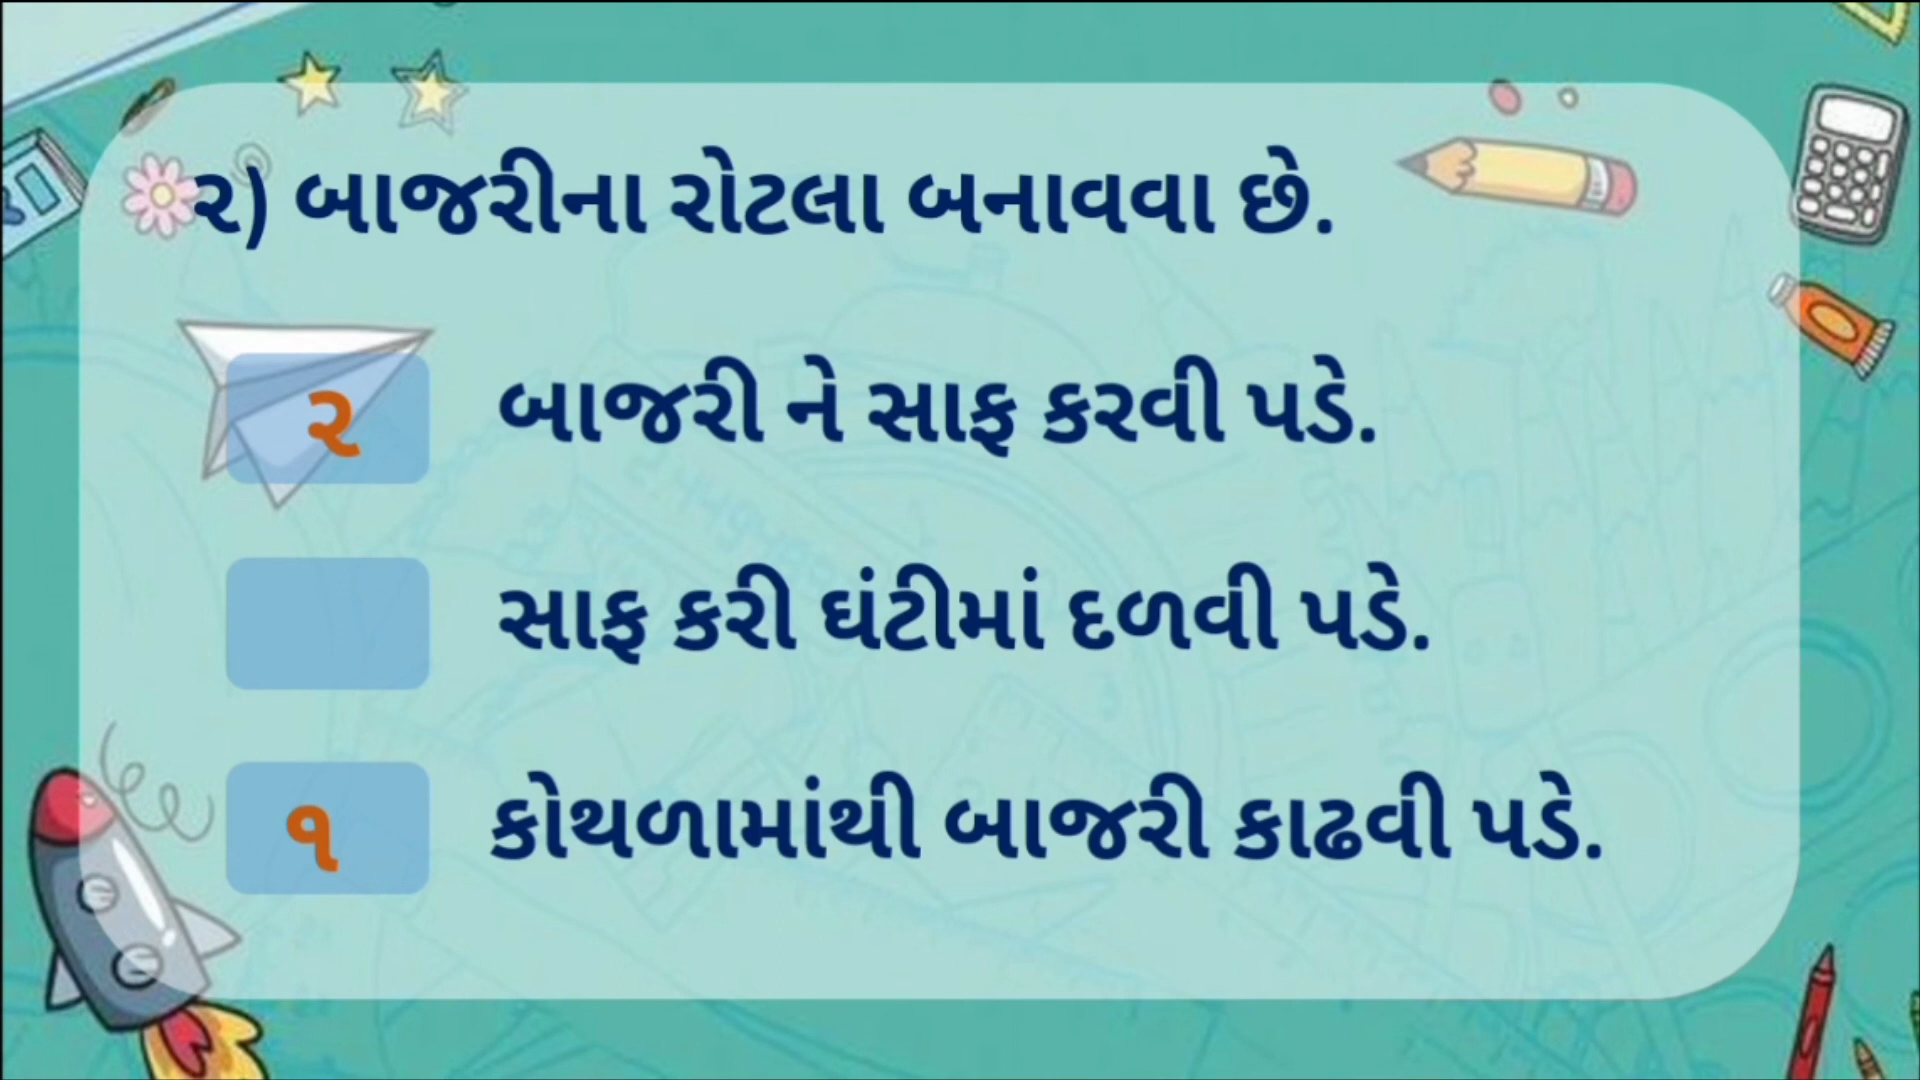 ૨) બાજરીના રોટલા બનાવવા છે.
૨ બાજરી ને સાફ કરવી પડે.
સાફ કરી ઘંટીમાં દળવી પડે.
૧ કોથળામાંથી બાજરી કાઢવી પડે.